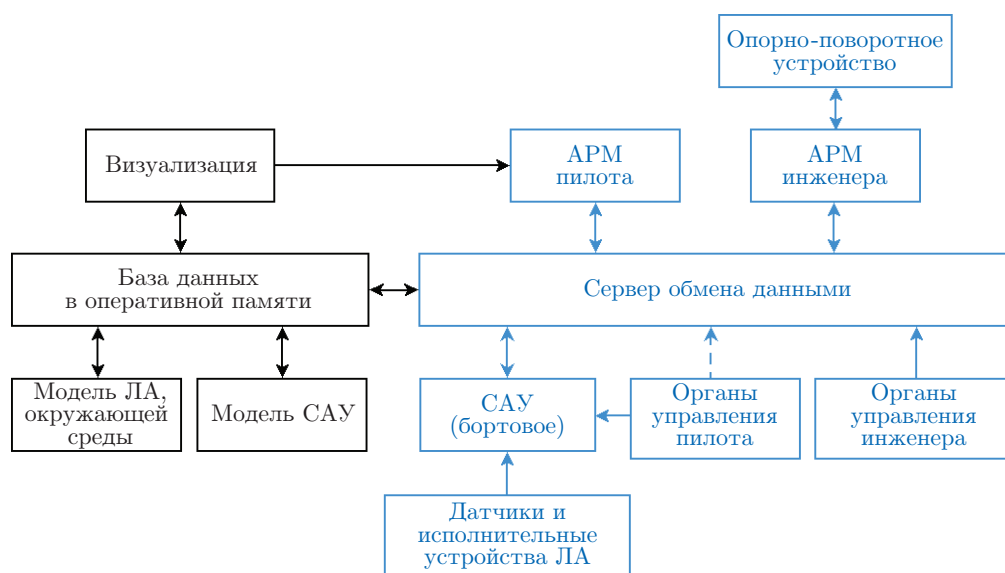 Опорно-поворотное
устройство
Визуализация
АРМ
пилота
АРМ
инженера
База данных
в оперативной памяти
Сервер обмена данными
Модель ЛА,
окружающей
среды
Модель САУ
САУ
(бортовое)
Органы
управления
пилота
Органы
управления
инженера
Датчики и
исполнительные
устройства ЛА